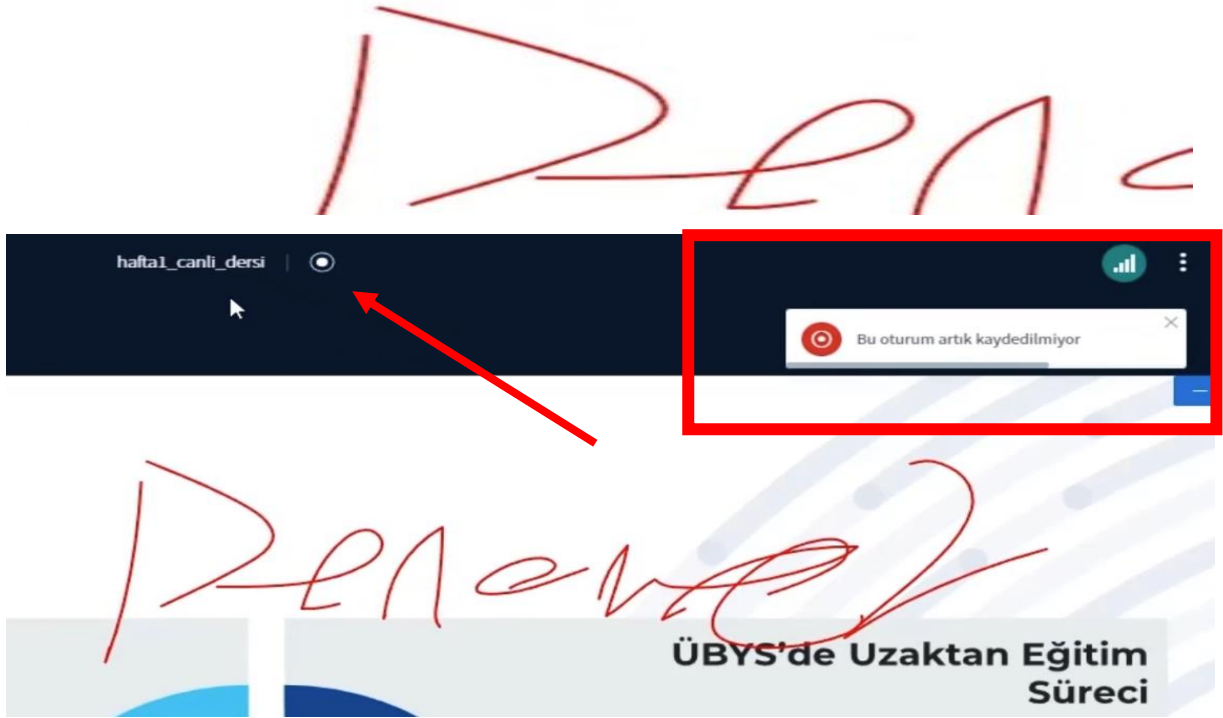 Dene
hafta1_canli_dersi
Bu oturum artık kaydedilmiyor
Deneme2
ÜBYS'de Uzaktan Eğitim
Süreci